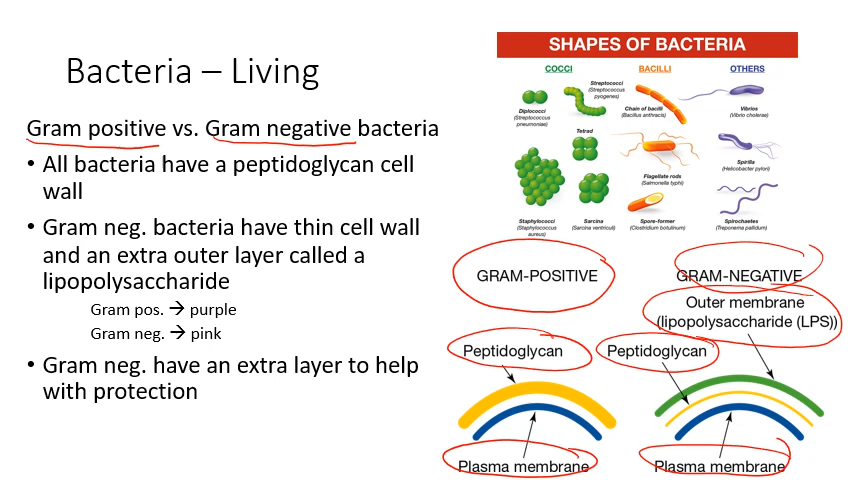 Bacteria – Living
Gram positive vs. Gram negative bacteria
• All bacteria have a peptidoglycan cell
wall
• Gram neg. bacteria have thin cell wall
and an extra outer layer called a
lipopolysaccharide
Gram pos. → purple
Gram neg. → pink
• Gram neg. have an extra layer to help
with protection
SHAPES OF BACTERIA
COCCI
BACILLI
OTHERS
Streptococci
(Streptococcus
pyogenes)
Diplococci
(Streptococcus
pneumoniae)
Chain of bacilli
(Bacillus anthracis)
Vibrios
(Vibrio cholerae)
Tetrad
Flagellate rods
(Salmonella typhi)
Spirilla
(Helicobacter pylori)
Staphylococci
(Staphylococcus
aureus)
Sarcina
(Sarcina ventriculi)
Spore-former
(Clostridium botulinum)
Spirochaetes
(Treponema pallidum)
GRAM-POSITIVE
GRAM-NEGATIVE
Outer membrane
(lipopolysaccharide (LPS))
Peptidoglycan
Peptidoglycan
Plasma membrane
Plasma membrane